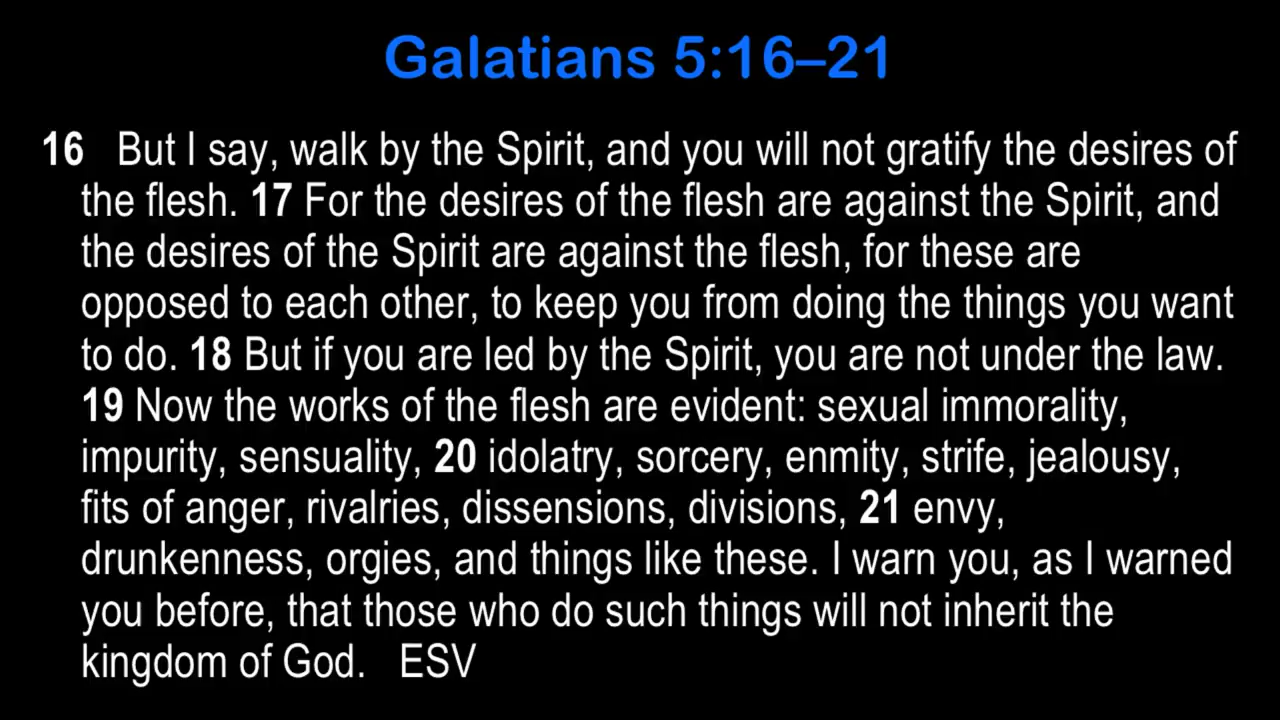 Galatians 5:16–21
16 But I say, walk by the Spirit, and you will not gratify the desires of
the flesh. 17 For the desires of the flesh are against the Spirit, and
the desires of the Spirit are against the flesh, for these are
opposed to each other, to keep you from doing the things you want
to do. 18 But if you are led by the Spirit, you are not under the law.
19 Now the works of the flesh are evident: sexual immorality,
impurity, sensuality, 20 idolatry, sorcery, enmity, strife, jealousy,
fits of anger, rivalries, dissensions, divisions, 21 envy,
drunkenness, orgies, and things like these. I warn you, as I warned
you before, that those who do such things will not inherit the
kingdom of God. ESV